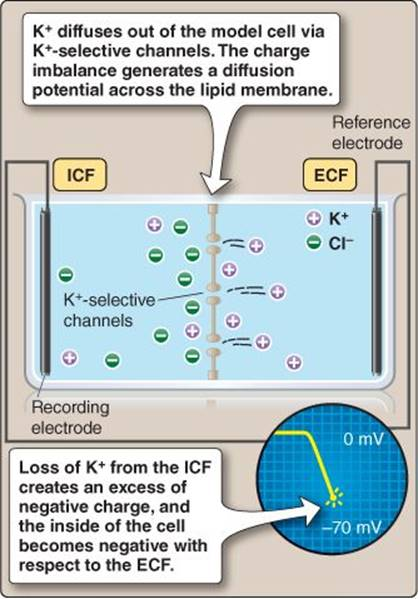 K⁺ diffuses out of the model cell via
K⁺-selective channels. The charge
imbalance generates a diffusion
potential across the lipid membrane.
Reference
electrode
ICF
ECF
K⁺
Cl⁻
K⁺-selective
channels
Recording
electrode
0 mV
–70 mV
Loss of K⁺ from the ICF
creates an excess of
negative charge, and
the inside of the cell
becomes negative with
respect to the ECF.